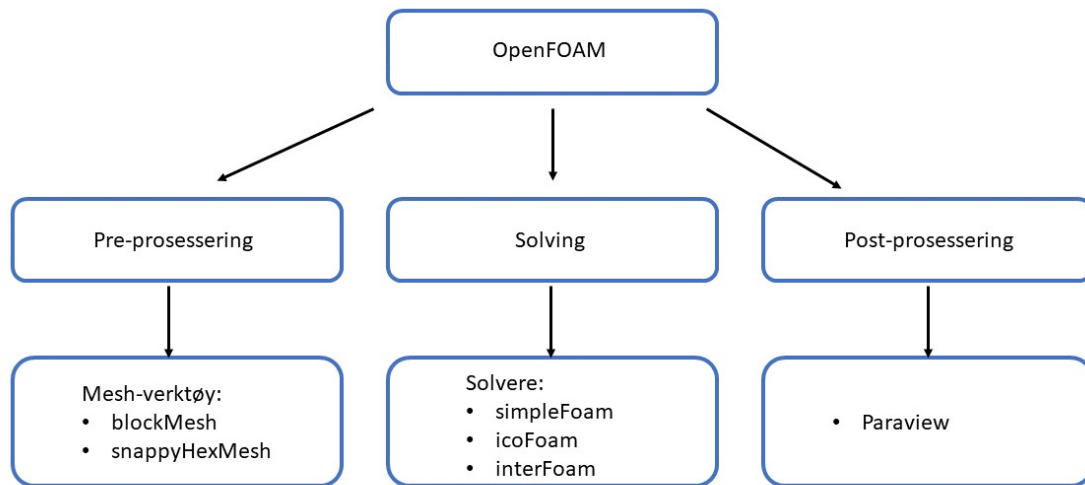 OpenFOAM
Pre-prosessering
Solving
Post-prosessering
Mesh-verktøy:
• blockMesh
• snappyHexMesh
Solvere:
• simpleFoam
• icoFoam
• interFoam
• Paraview